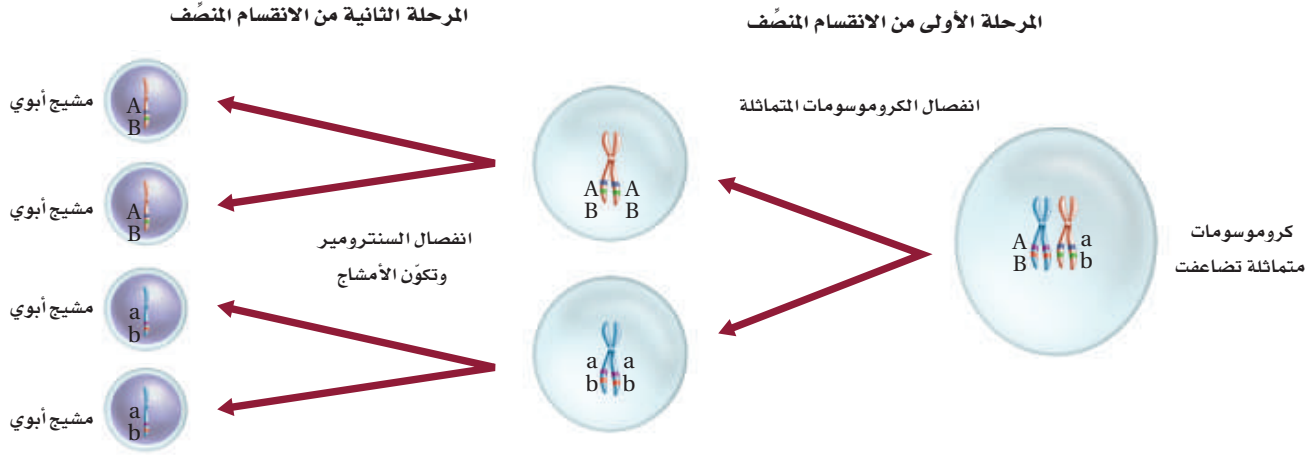 المرحلة الأولى من الانقسام المنصِّف
المرحلة الثانية من الانقسام المنصِّف
كروموسومات
متماثلة تضاعفت
A
B
a
b
انفصال الكروموسومات المتماثلة
A A
B B
a a
b b
انفصال السنترومير
وتكوّن الأمشاج
A
B
مشيج أبوي
A
B
مشيج أبوي
a
b
مشيج أبوي
a
b
مشيج أبوي